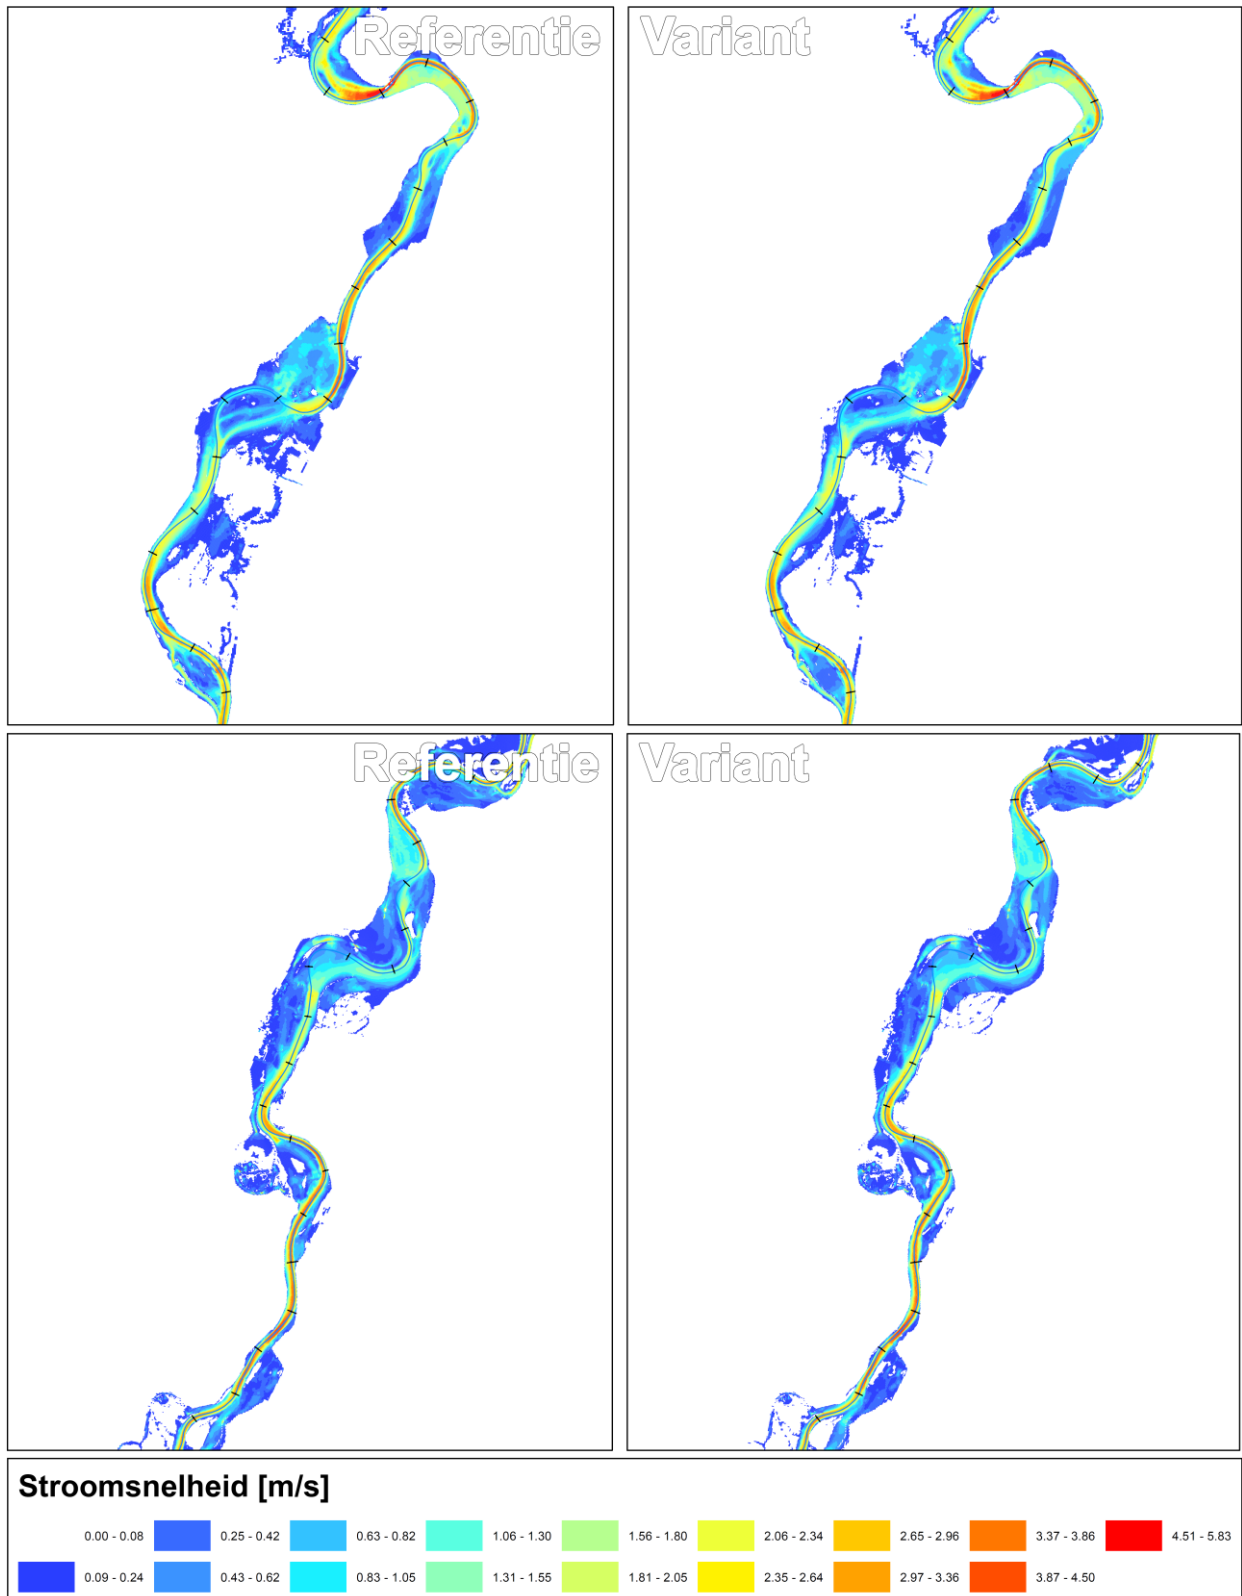 Referentie
Variant
Referentie
Variant
Stroomsnelheid [m/s]
0.00 - 0.08
0.25 - 0.42
0.63 - 0.82
1.06 - 1.30
1.56 - 1.80
2.06 - 2.34
2.65 - 2.96
3.37 - 3.86
4.51 - 5.83
0.09 - 0.24
0.43 - 0.62
0.83 - 1.05
1.31 - 1.55
1.81 - 2.05
2.35 - 2.64
2.97 - 3.36
3.87 - 4.50